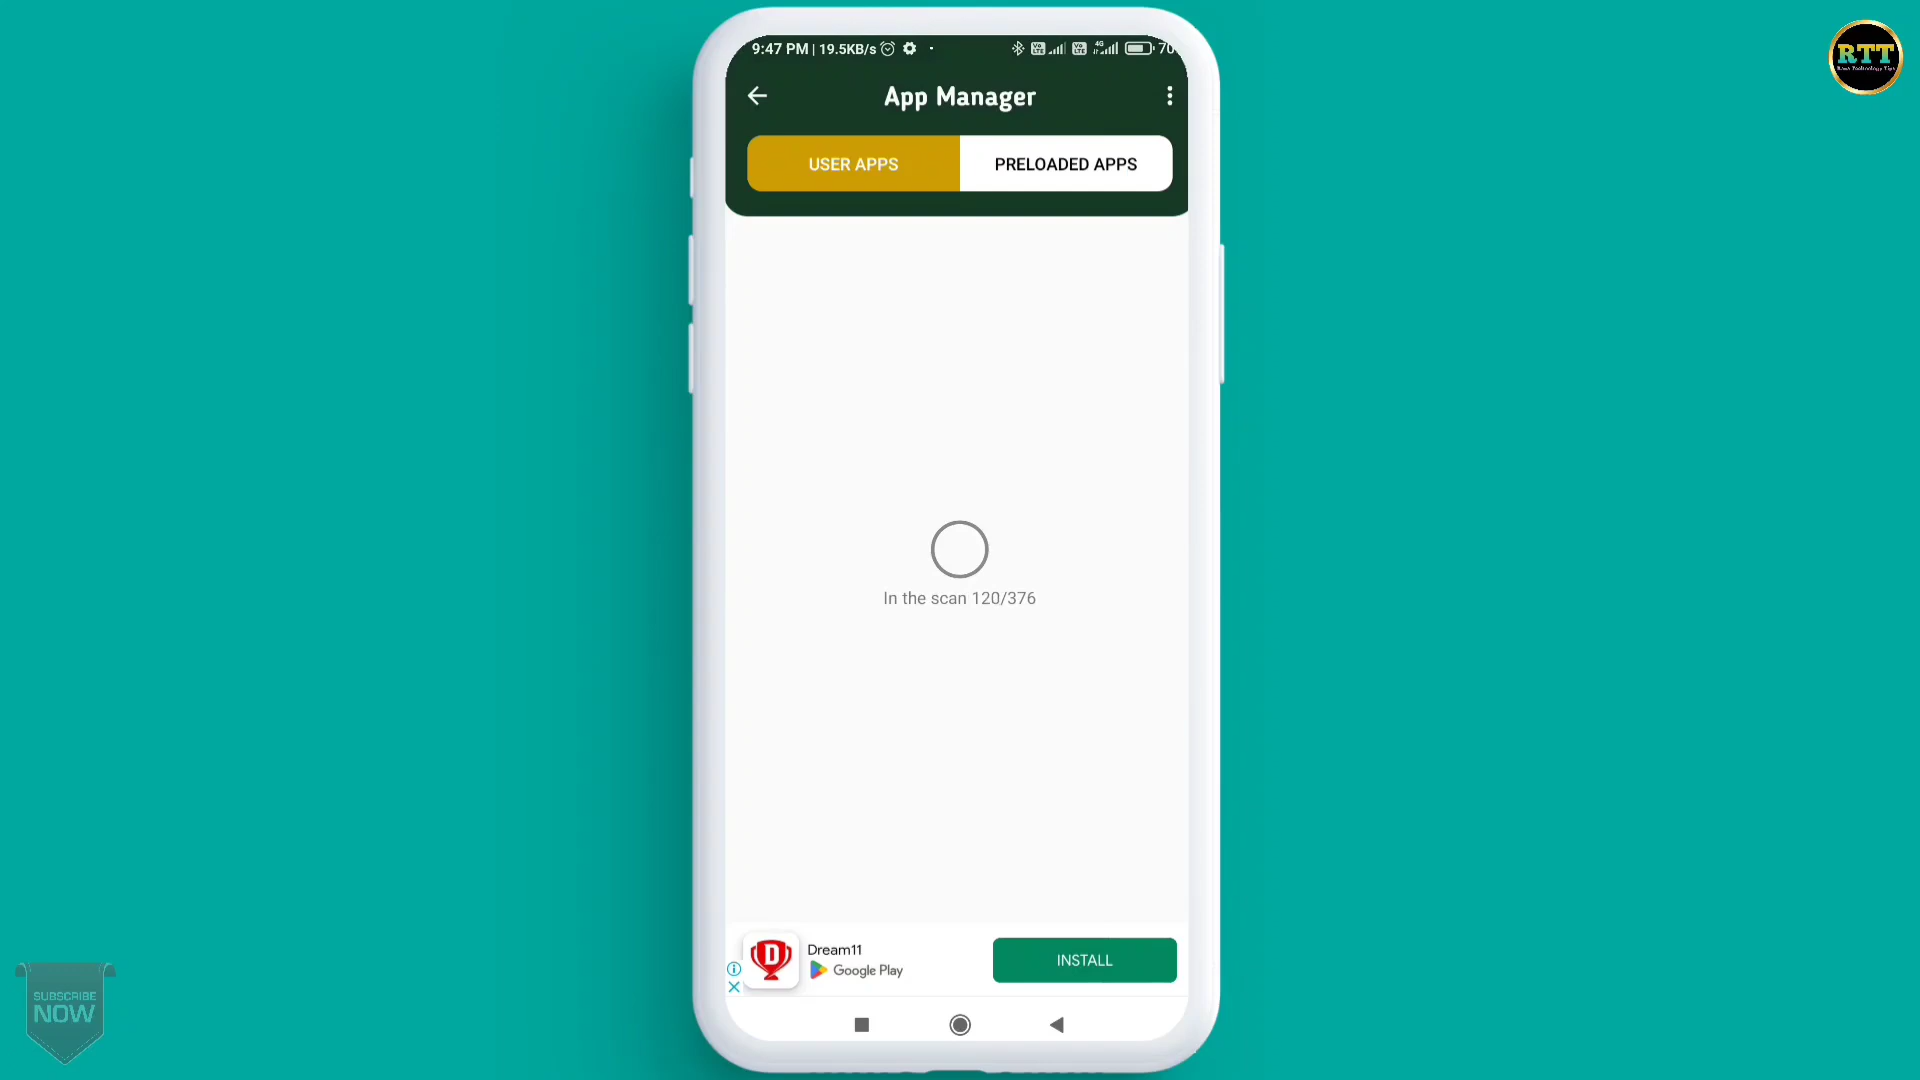 9:47 PM | 19.5KB/s
70
RTT
App Manager
USER APPS
PRELOADED APPS
In the scan 120/376
Dream11
Google Play
INSTALL
SUBSCRIBE
NOW